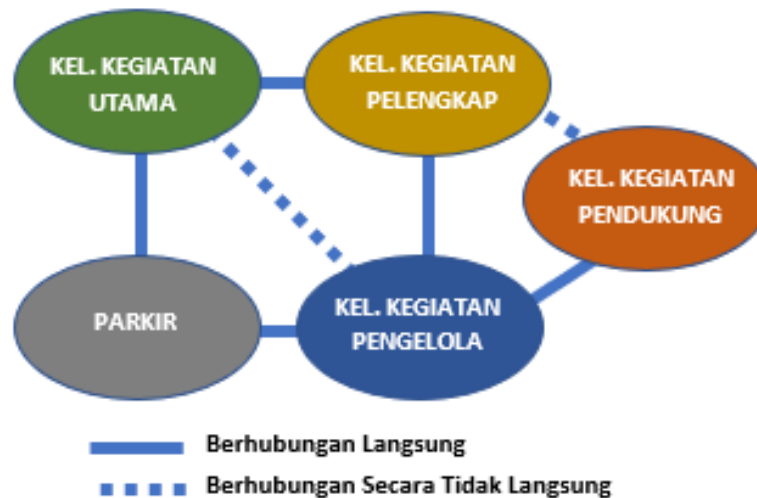 KEL. KEGIATAN
UTAMA
KEL. KEGIATAN
PELENGKAP
KEL. KEGIATAN
PENDUKUNG
PARKIR
KEL. KEGIATAN
PENGELOLA
Berhubungan Langsung
Berhubungan Secara Tidak Langsung